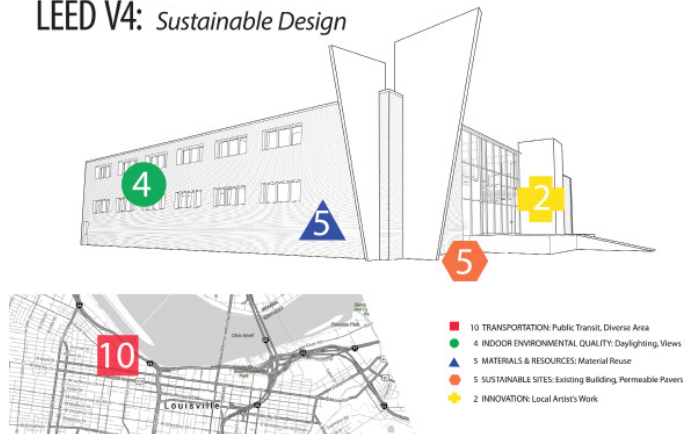 LEED V4: Sustainable Design
4
5
2
5
10
Louisville
10 TRANSPORTATION: Public Transit, Diverse Area
4 INDOOR ENVIRONMENTAL QUALITY: Daylighting, Views
5 MATERIALS & RESOURCES: Material Reuse
5 SUSTAINABLE SITES: Existing Building, Permeable Pavers
2 INNOVATION: Local Artist's Work